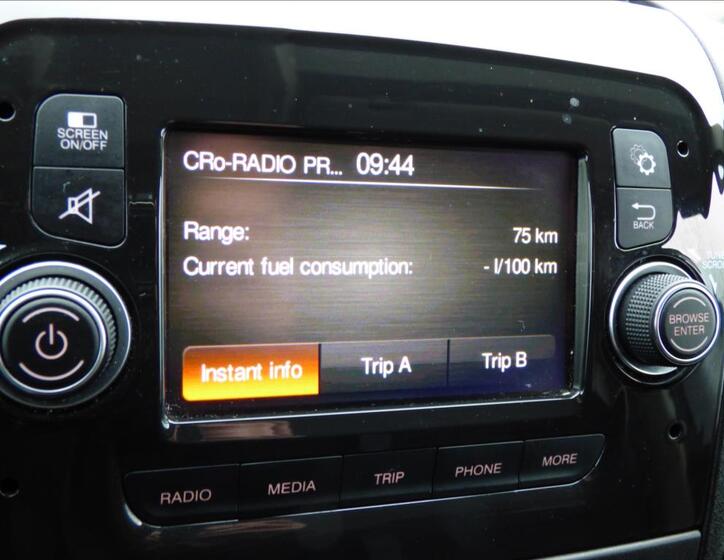 SCREEN
ON/OFF
CRo-RADIO PR... 09:44
Range: 75 km
Current fuel consumption: - l/100 km
Instant info Trip A Trip B
BACK
BROWSE
ENTER
RADIO MEDIA TRIP PHONE MORE